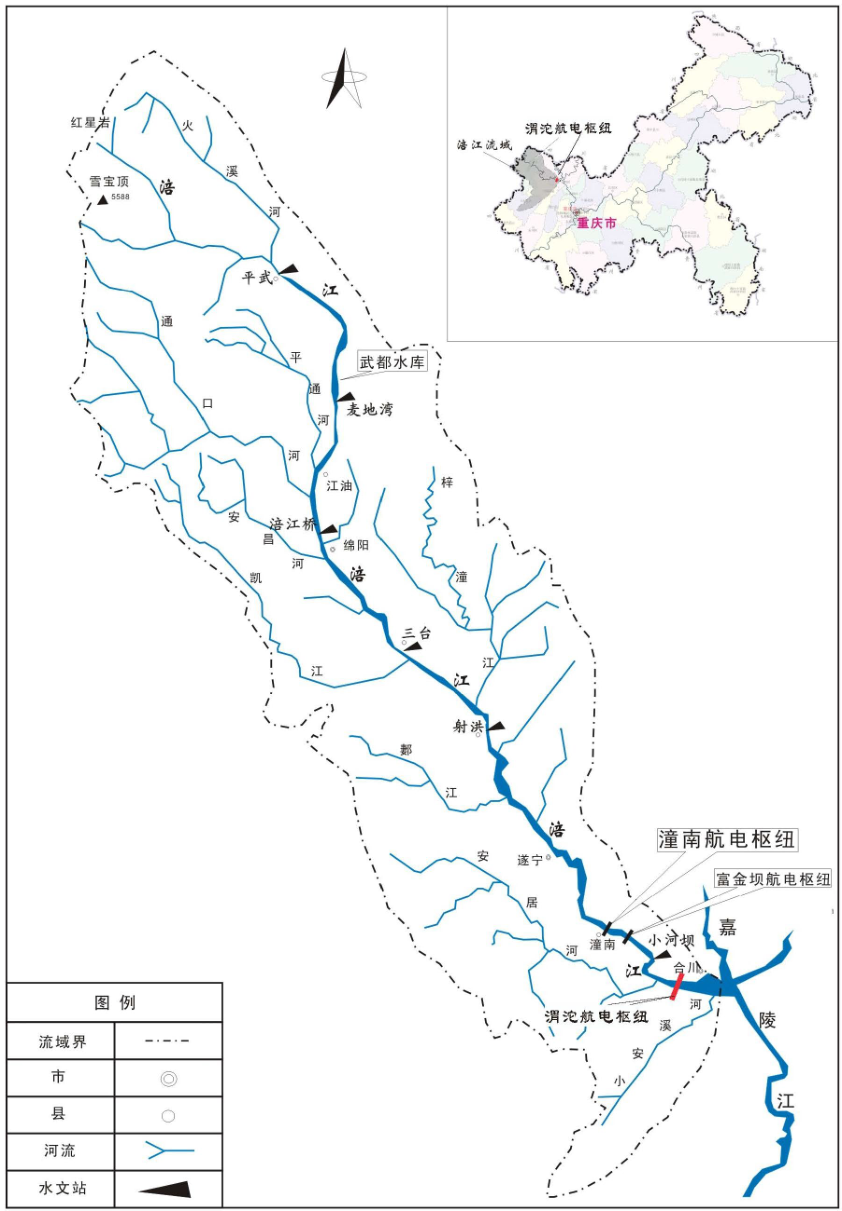 红星岩
火
溪
河
雪宝顶
5588
涪
平武
江
武都水库
麦地湾
通
口
河
平
通
河
江油
涪江桥
安
昌
河
绵阳
涪
凯
江
梓
潼
江
三台
江
射洪
郪
江
涪
遂宁
安
居
河
潼南航电枢纽
富金坝航电枢纽
潼南
小河坝
江
合川
渭沱航电枢纽
嘉
陵
江
河
溪
安
小
渭沱航电枢纽
涪江流域
重庆市
图 例
流域界
市
县
河流
水文站